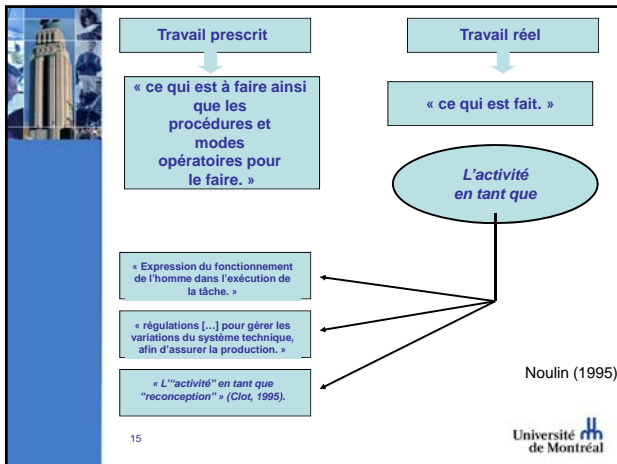 Travail prescrit
« ce qui est à faire ainsi
que les
procédures et
modes
opératoires pour
le faire. »
Travail réel
« ce qui est fait. »
L'activité
en tant que
« Expression du fonctionnement
de l'homme dans l'exécution de
la tâche. »
« régulations […] pour gérer les
variations du système technique,
afin d'assurer la production. »
« L'"activité" en tant que
"reconception" » (Clot, 1995).
Noulin (1995)
15
Université
de Montréal